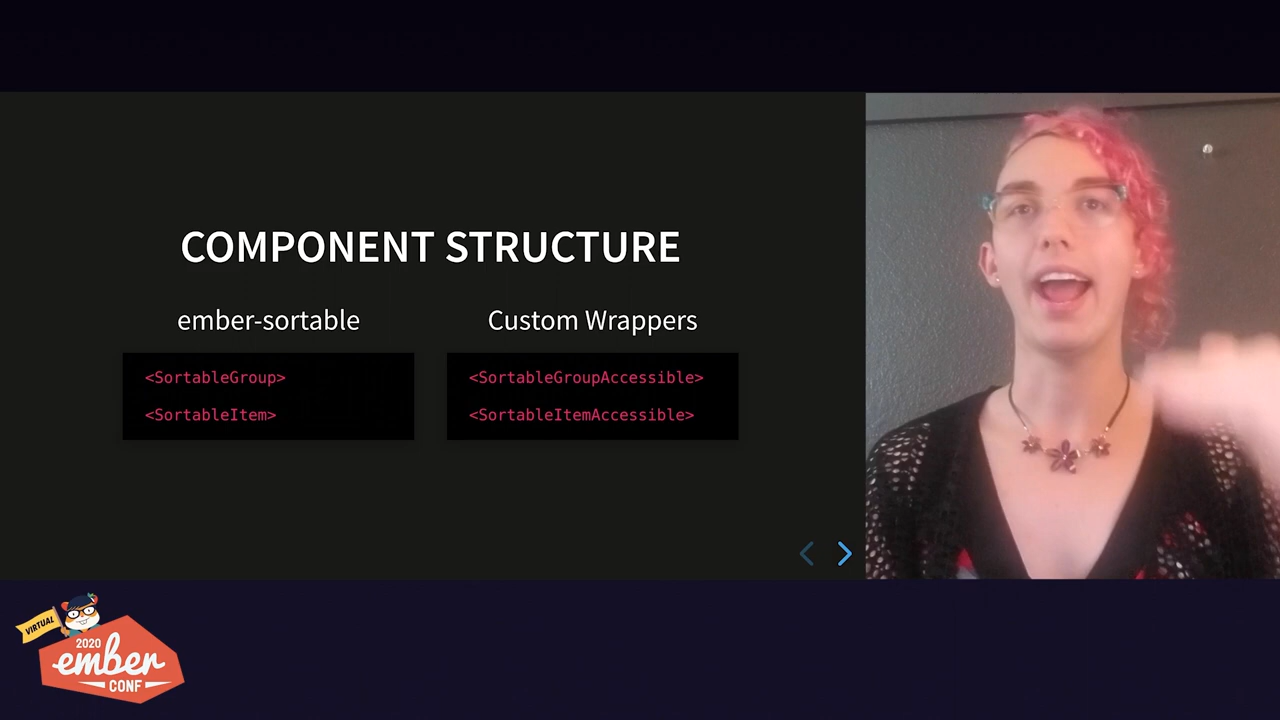 COMPONENT STRUCTURE
ember-sortable
<SortableGroup>
<SortableItem>
Custom Wrappers
<SortableGroupAccessible>
<SortableItemAccessible>
VIRTUAL
2020
ember
CONF